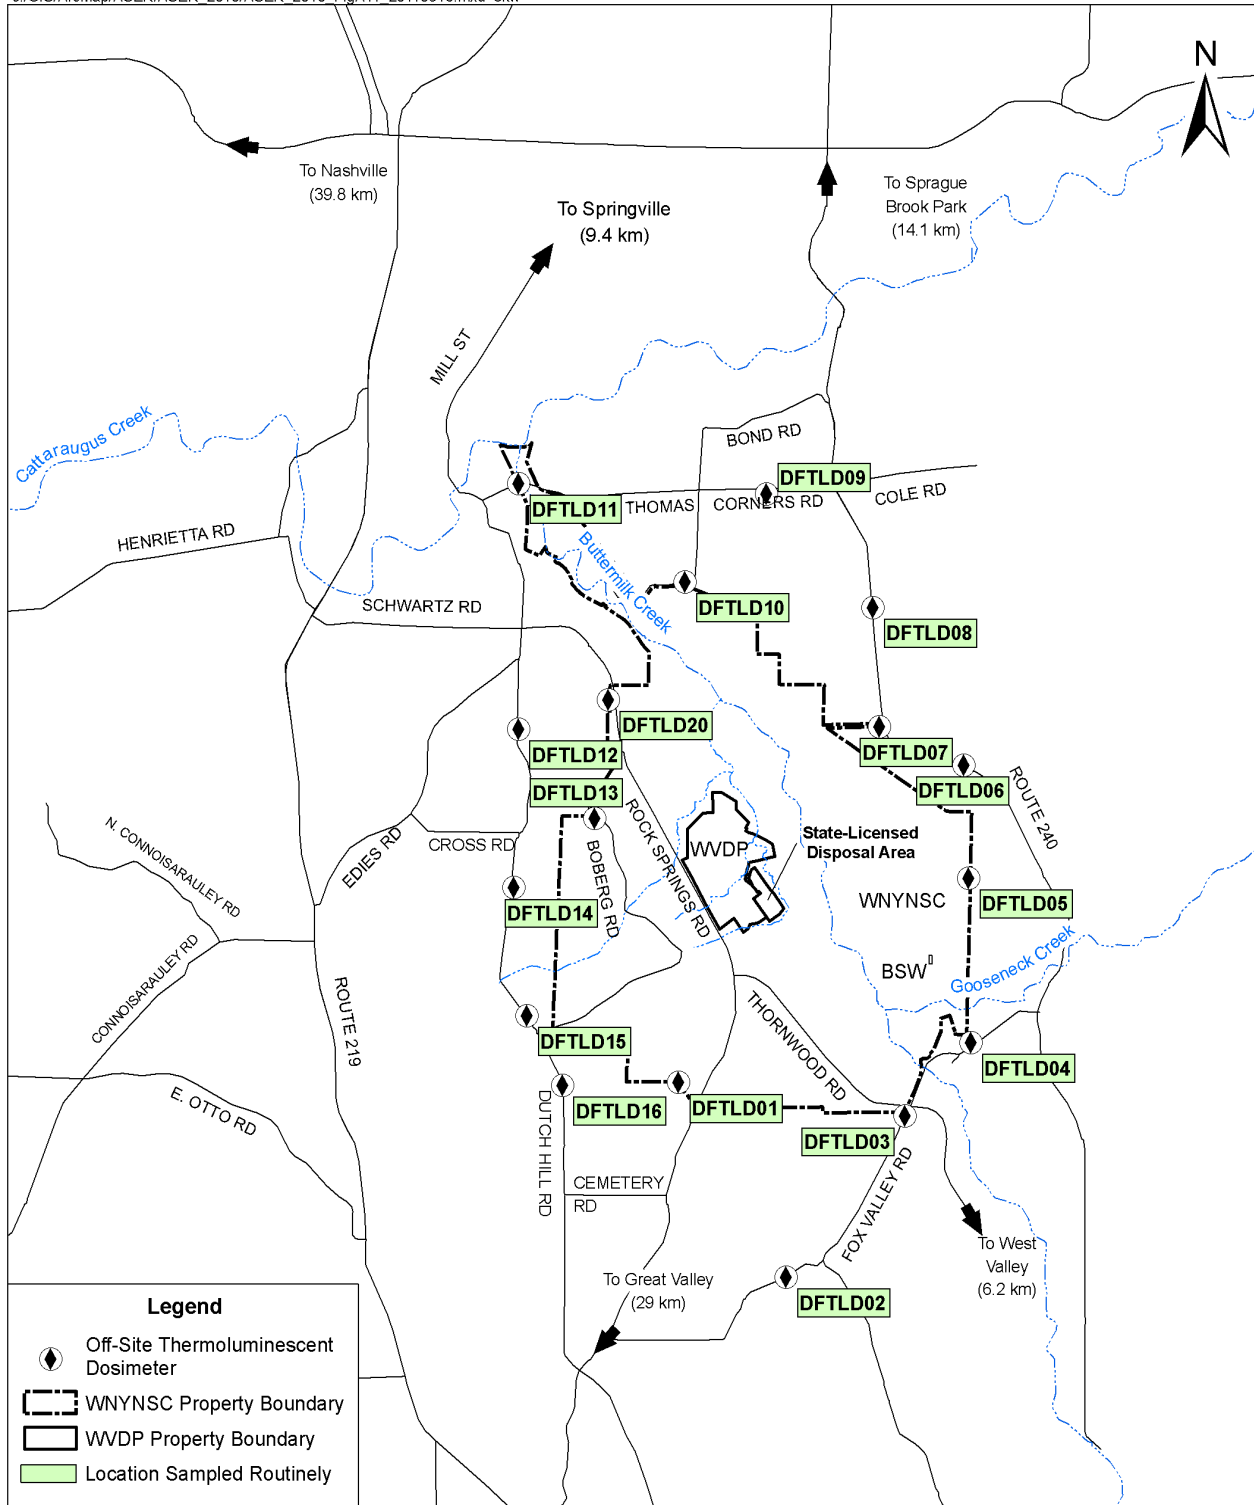 N
To Nashville
(39.8 km)
To Springville
(9.4 km)
To Sprague
Brook Park
(14.1 km)
MILL ST
Cattaraugus Creek
BOND RD
DFTLD09
COLE RD
THOMAS CORNERS RD
DFTLD11
HENRIETTA RD
Buttermilk Creek
SCHWARTZ RD
DFTLD10
DFTLD08
DFTLD20
DFTLD12
DFTLD07
DFTLD13
DFTLD06
ROUTE 240
ROCK SPRINGS RD
N. CONNOISARAULEY RD
EDIES RD
CROSS RD
BOBERG RD
WVDP
State-Licensed
Disposal Area
WNYNSC
DFTLD05
DFTLD14
CONNOISARAULEY RD
BSW
Gooseneck Creek
ROUTE 219
THORNWOOD RD
DFTLD15
DFTLD04
E. OTTO RD
DUTCH HILL RD
DFTLD16
DFTLD01
DFTLD03
CEMETERY
RD
FOX VALLEY RD
To West
Valley
(6.2 km)
To Great Valley
(29 km)
DFTLD02
Legend
Off-Site Thermoluminescent
Dosimeter
WNYNSC Property Boundary
WVDP Property Boundary
Location Sampled Routinely